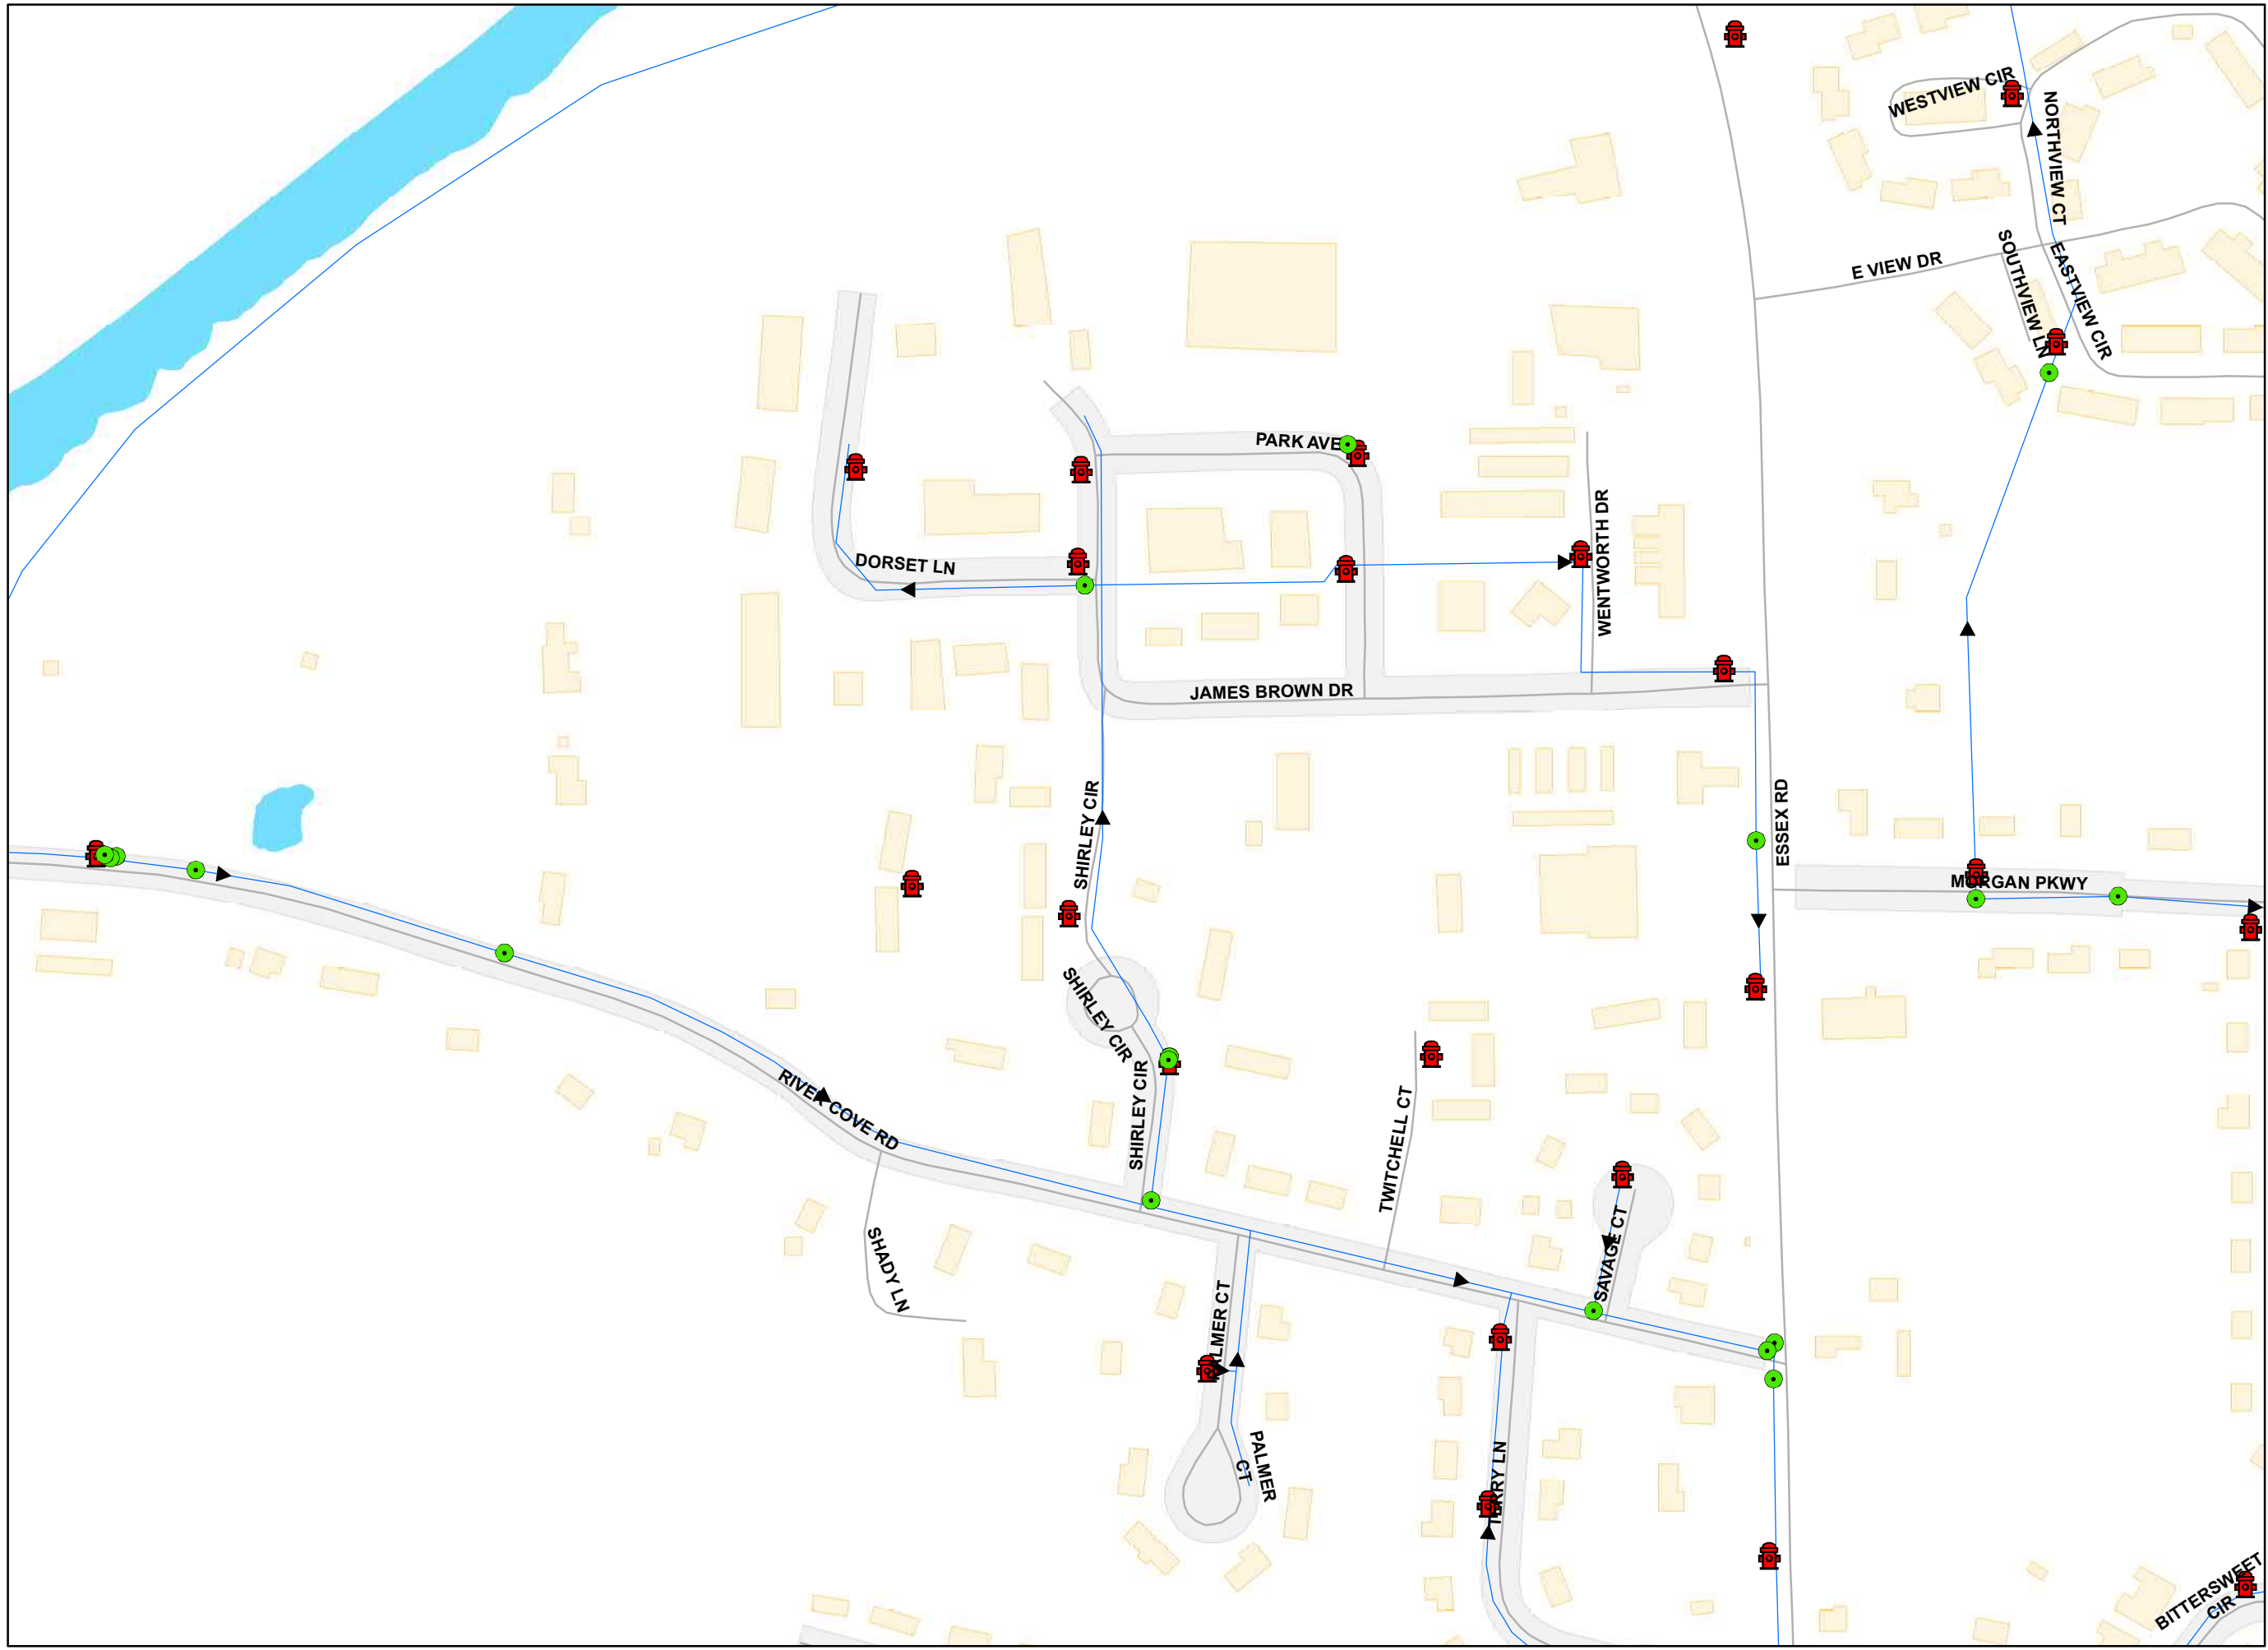 WESTVIEW CIR
NORTHVIEW CT
E VIEW DR
SOUTHVIEW LN
EASTVIEW CIR
PARK AVE
DORSET LN
WENTWORTH DR
JAMES BROWN DR
SHIRLEY CIR
ESSEX RD
MORGAN PKWY
SHIRLEY CIR
SHIRLEY CIR
RIVER COVE RD
TWITCHELL CT
SAVAGE CT
SHADY LN
PALMER CT
PALMER
CT
TERRY LN
BITTERSWEET
CIR